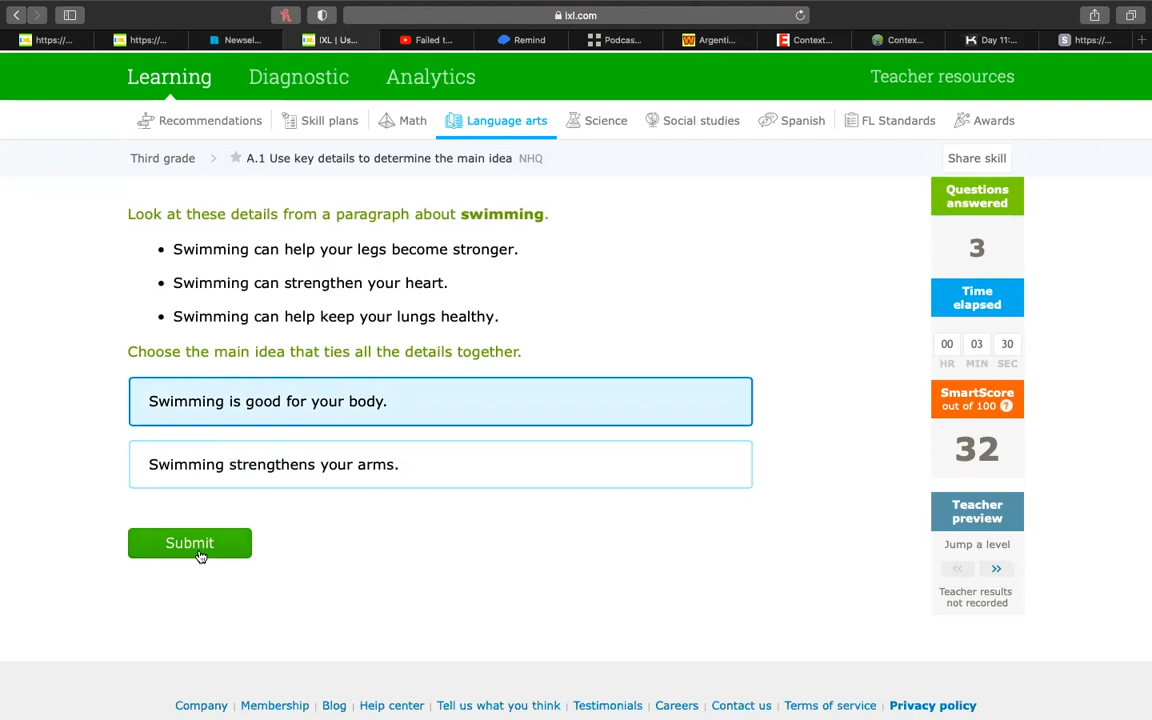 ixl.com
https://...
https://...
Newsel...
IXL | Us...
Failed t...
Remind
Podcas...
Argenti...
Context...
Contex...
Day 11:...
https://...
Learning
Diagnostic
Analytics
Teacher resources
Recommendations
Skill plans
Math
Language arts
Science
Social studies
Spanish
FL Standards
Awards
Third grade > A.1 Use key details to determine the main idea NHQ
Share skill
Look at these details from a paragraph about swimming.
• Swimming can help your legs become stronger.
• Swimming can strengthen your heart.
• Swimming can help keep your lungs healthy.
Choose the main idea that ties all the details together.
Swimming is good for your body.
Swimming strengthens your arms.
Submit
Questions
answered
3
Time
elapsed
00 03 30
HR MIN SEC
SmartScore
out of 100 ?
32
Teacher
preview
Jump a level
<< >>
Teacher results
not recorded
Company | Membership | Blog | Help center | Tell us what you think | Testimonials | Careers | Contact us | Terms of service | Privacy policy